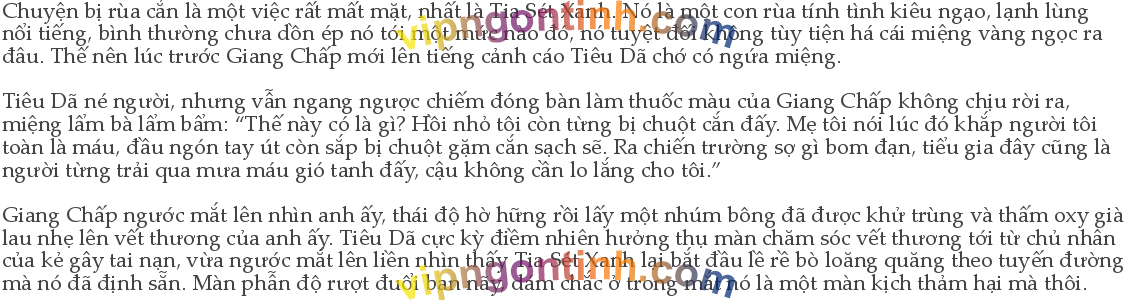 Chuyện bị rùa cắn là một việc rất mất mặt, nhất là Tia Sét Xanh. Nó là một con rùa tính tình kiêu ngạo, lạnh lùng
nổi tiếng, bình thường chưa dồn ép nó tới một mức nào đó, nó tuyệt đối không tùy tiện há cái miệng vàng ngọc ra
đâu. Thế nên lúc trước Giang Chấp mới lên tiếng cảnh cáo Tiêu Dã chớ có ngứa miệng.
Tiêu Dã né người, nhưng vẫn ngang ngược chiếm đóng bàn làm thuốc màu của Giang Chấp không chịu rời ra,
miệng lẩm bà lẩm bẩm: “Thế này có là gì? Hồi nhỏ tôi còn từng bị chuột cắn đấy. Mẹ tôi nói lúc đó khắp người tôi
toàn là máu, đầu ngón tay út còn sắp bị chuột gặm cắn sạch sẽ. Ra chiến trường sợ gì bom đạn, tiểu gia đây cũng là
người từng trải qua mưa máu gió tanh đấy, cậu không cần lo lắng cho tôi.”
Giang Chấp ngước mắt lên nhìn anh ấy, thái độ hờ hững rồi lấy một nhúm bông đã được khử trùng và thấm oxy già
lau nhẹ lên vết thương của anh ấy. Tiêu Dã cực kỳ điềm nhiên hưởng thụ màn chăm sóc vết thương tới từ chủ nhân
của kẻ gây tai nạn, vừa ngước mắt lên liền nhìn thấy Tia Sét Xanh lại bắt đầu lề rề bò loăng quăng theo tuyến đường
mà nó đã định sẵn. Màn phẫn độ rượt đuổi ban nãy, đám chắc ở trong mắt nó là một màn kịch thảm hại mà thôi.
vipngontinh.com
vipngontinh.com